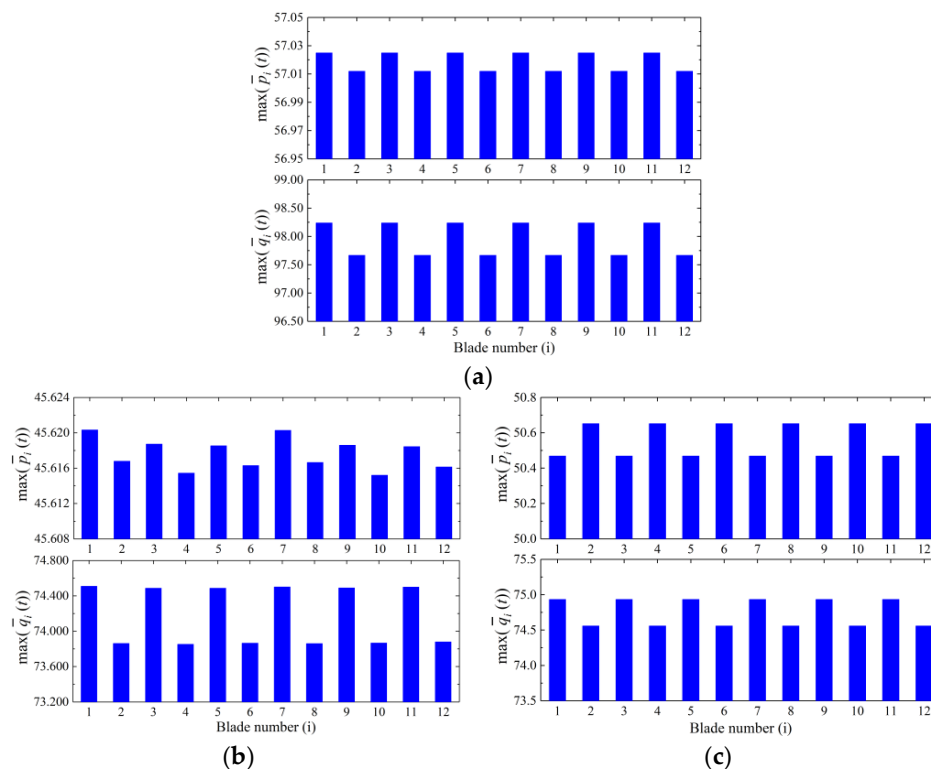 57.05
57.03
57.01
56.99
56.97
56.95
max(p̄ᵢ(t))
1 2 3 4 5 6 7 8 9 10 11 12
99.00
98.50
98.00
97.50
97.00
96.50
max(q̄ᵢ(t))
1 2 3 4 5 6 7 8 9 10 11 12
Blade number (i)
(a)
45.624
45.620
45.616
45.612
45.608
max(p̄ᵢ(t))
1 2 3 4 5 6 7 8 9 10 11 12
74.800
74.400
74.000
73.600
73.200
max(q̄ᵢ(t))
1 2 3 4 5 6 7 8 9 10 11 12
Blade number (i)
(b)
50.8
50.6
50.4
50.2
50.0
max(p̄ᵢ(t))
1 2 3 4 5 6 7 8 9 10 11 12
75.5
75.0
74.5
74.0
73.5
max(q̄ᵢ(t))
1 2 3 4 5 6 7 8 9 10 11 12
Blade number (i)
(c)